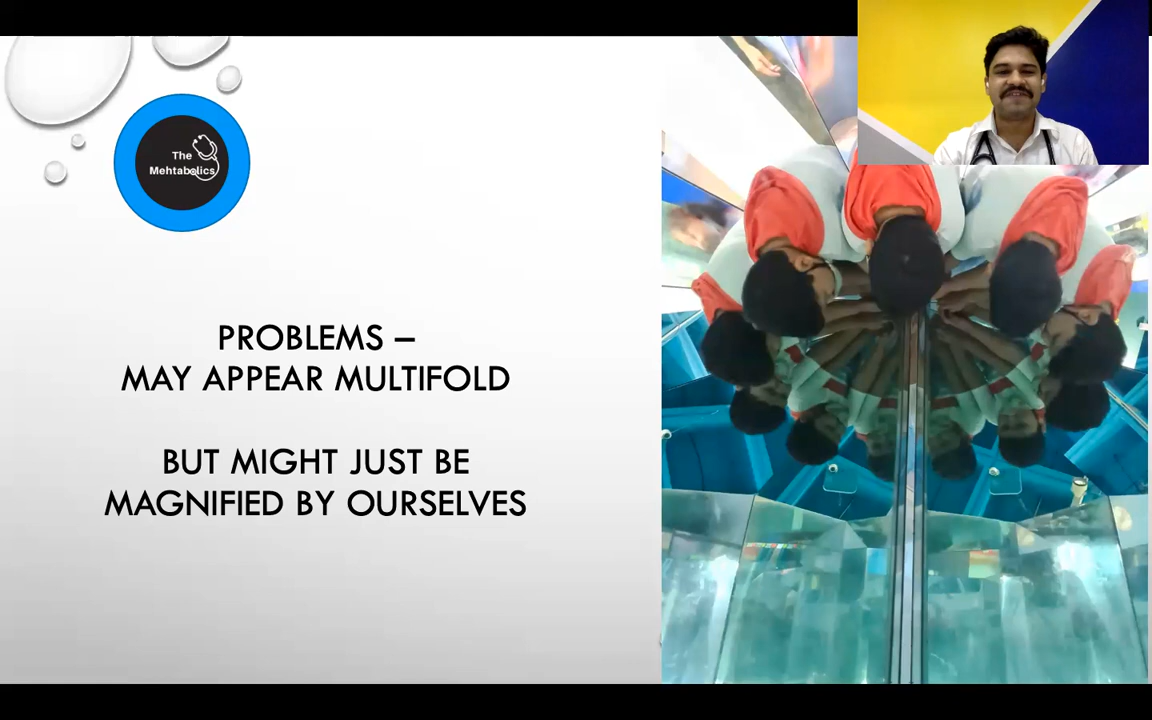 The
Mehtabolics
PROBLEMS –
MAY APPEAR MULTIFOLD
BUT MIGHT JUST BE
MAGNIFIED BY OURSELVES